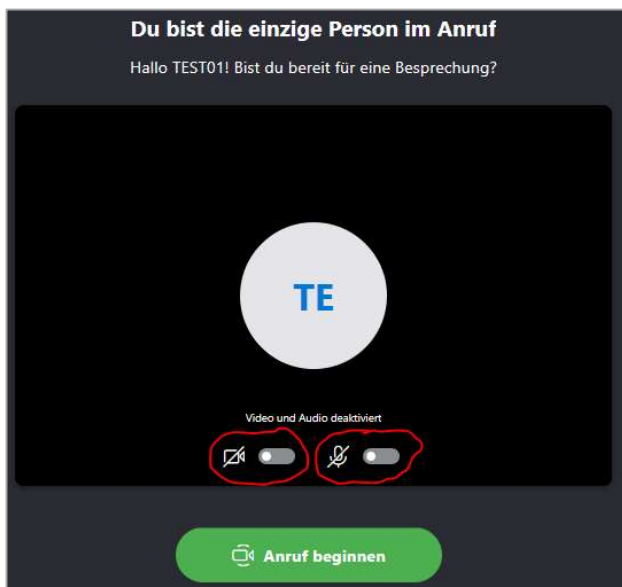 Du bist die einzige Person im Anruf
Hallo TEST01! Bist du bereit für eine Besprechung?
TE
Video und Audio deaktiviert
Anruf beginnen